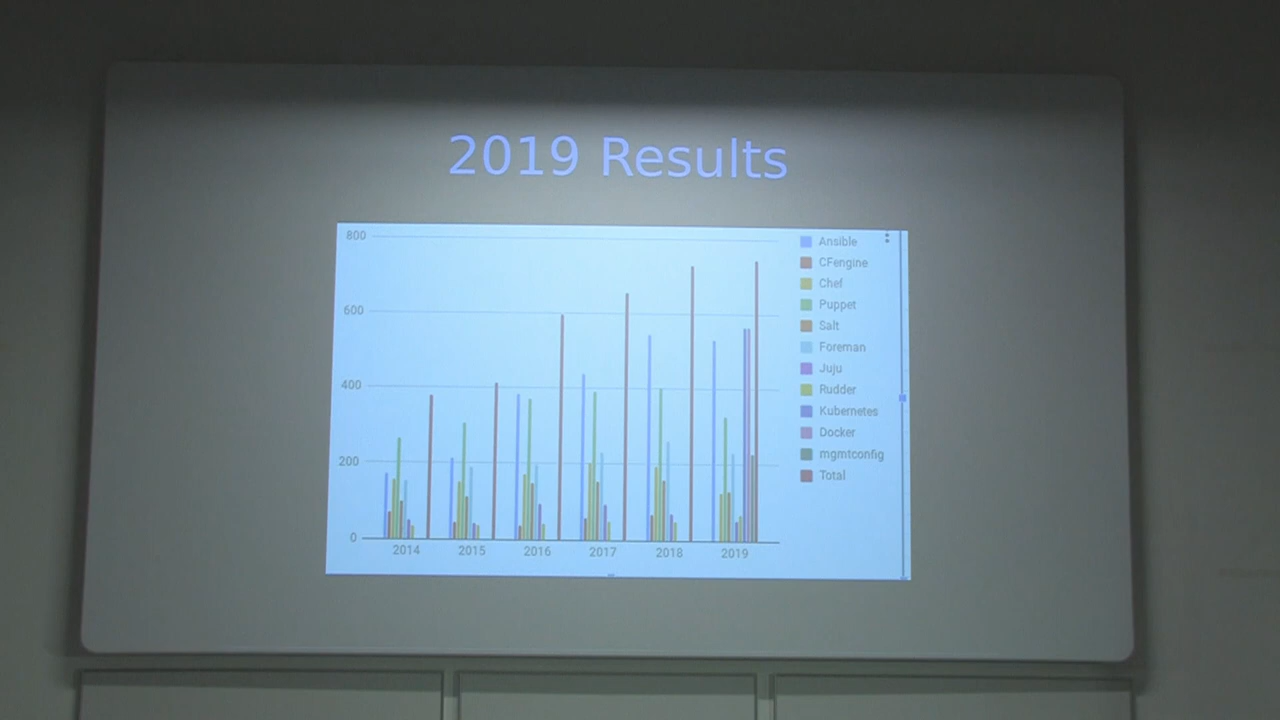 2019 Results
800
600
400
200
0
2014 2015 2016 2017 2018 2019
Ansible
CFengine
Chef
Puppet
Salt
Foreman
Juju
Rudder
Kubernetes
Docker
mgmtconfig
Total